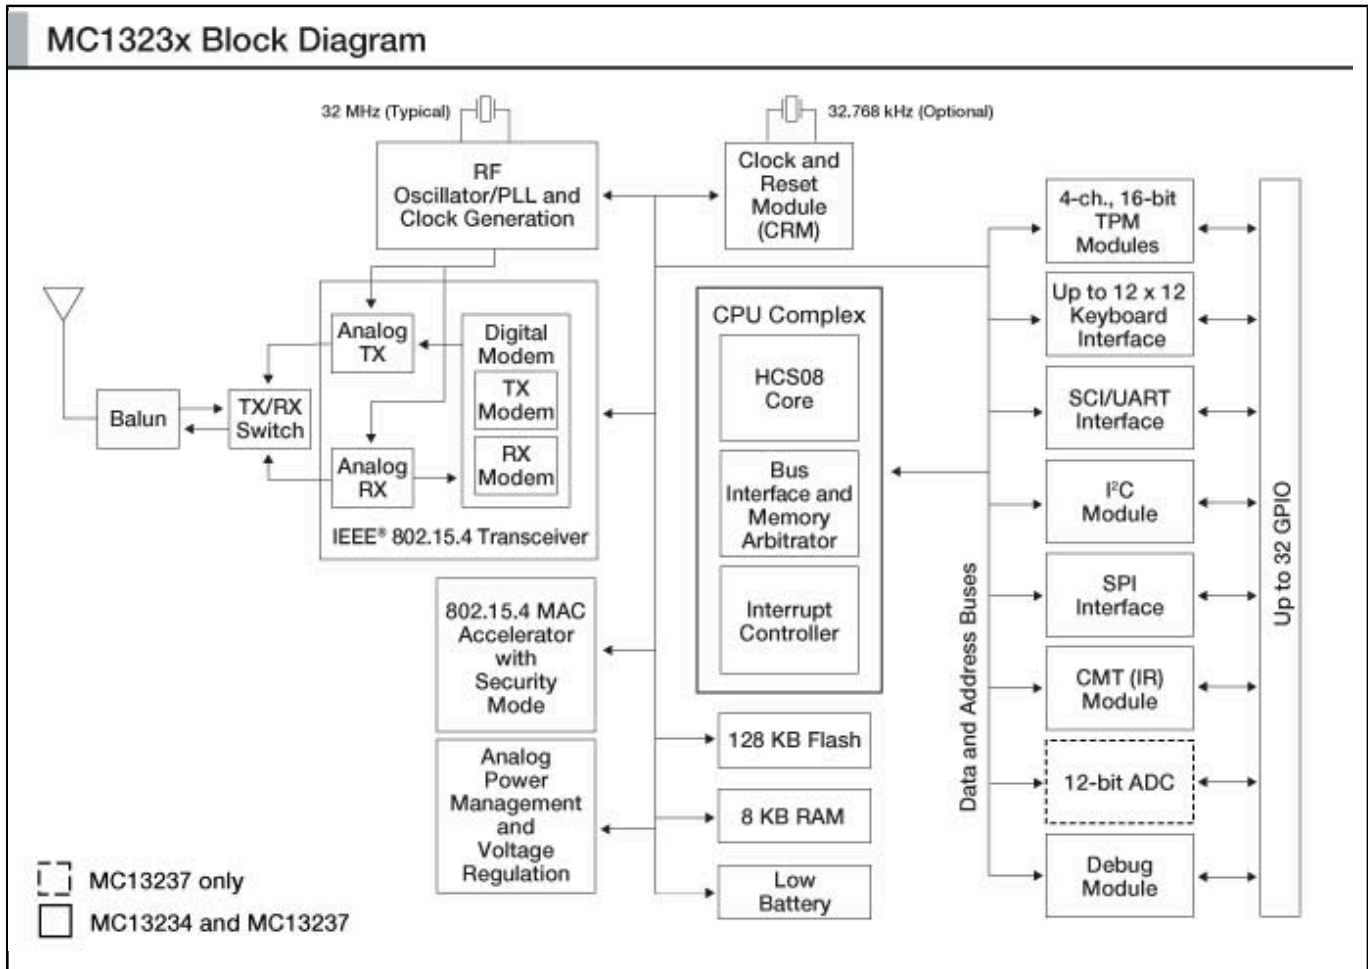 MC1323x Block Diagram
32 MHz (Typical)
32.768 kHz (Optional)
RF
Oscillator/PLL and
Clock Generation
Clock and
Reset
Module
(CRM)
4-ch., 16-bit
TPM
Modules
Up to 12 x 12
Keyboard
Interface
SCI/UART
Interface
I²C
Module
SPI
Interface
CMT (IR)
Module
12-bit ADC
Debug
Module
Up to 32 GPIO
Data and Address Buses
CPU Complex
HCS08
Core
Bus
Interface and
Memory
Arbitrator
Interrupt
Controller
128 KB Flash
8 KB RAM
Low
Battery
Balun
TX/RX
Switch
Analog
TX
Analog
RX
Digital
Modem
TX
Modem
RX
Modem
IEEE® 802.15.4 Transceiver
802.15.4 MAC
Accelerator
with
Security
Mode
Analog
Power
Management
and
Voltage
Regulation
MC13237 only
MC13234 and MC13237